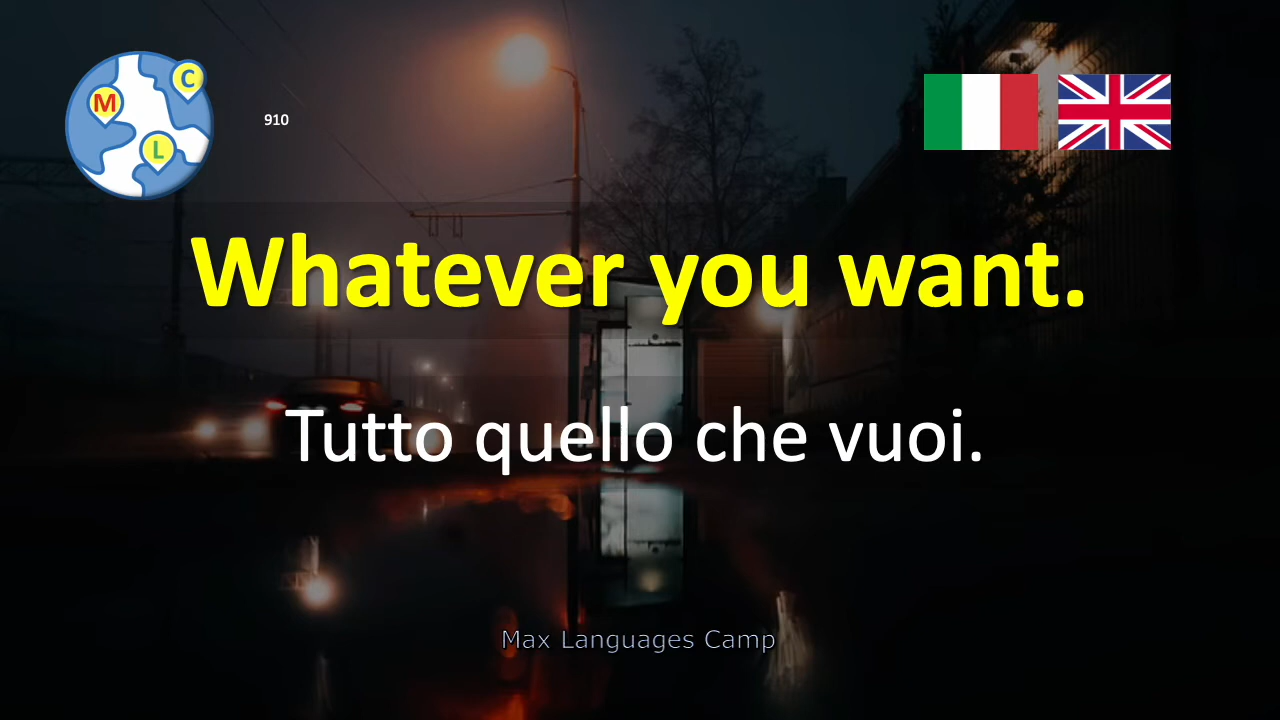 M
C
L
910
Whatever you want.
Tutto quello che vuoi.
Max Languages Camp